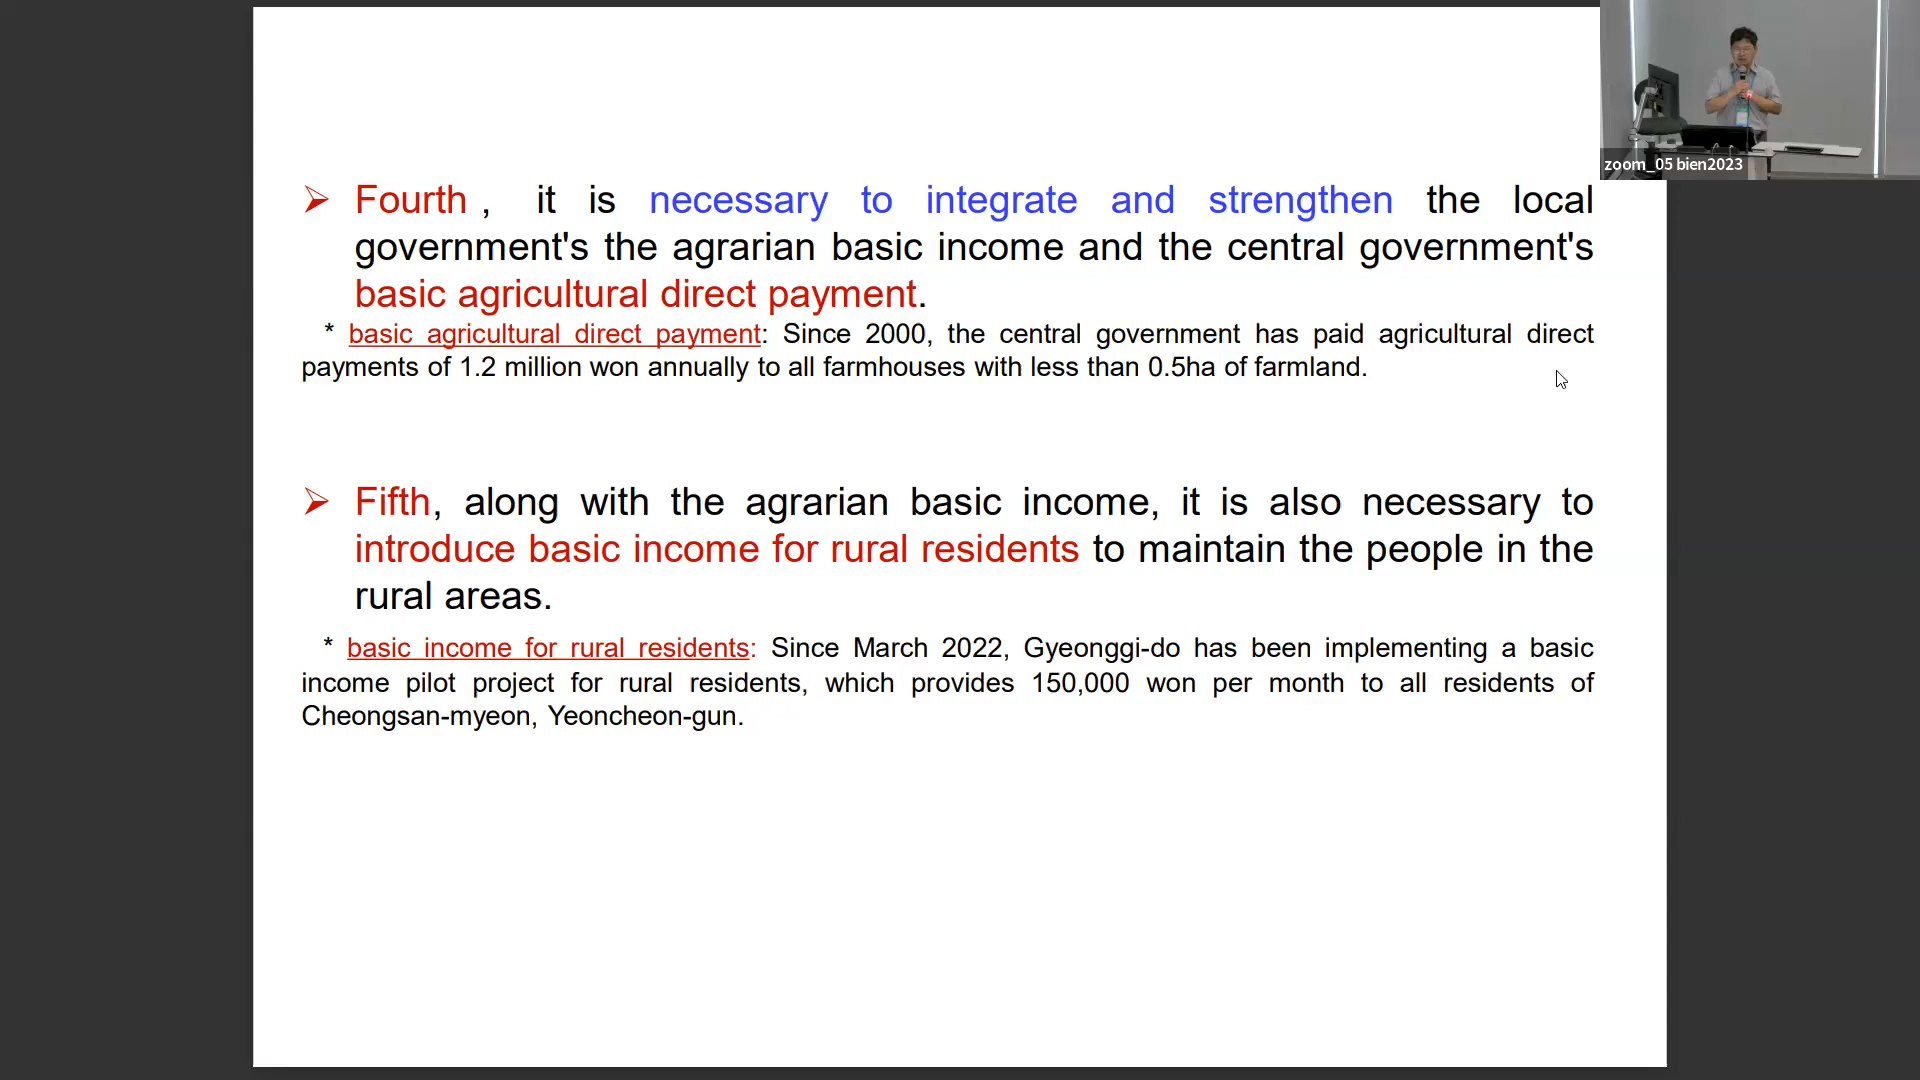 zoom_05 bien2023
➢ Fourth , it is necessary to integrate and strengthen the local
government's the agrarian basic income and the central government's
basic agricultural direct payment.
* basic agricultural direct payment: Since 2000, the central government has paid agricultural direct
payments of 1.2 million won annually to all farmhouses with less than 0.5ha of farmland.
➢ Fifth, along with the agrarian basic income, it is also necessary to
introduce basic income for rural residents to maintain the people in the
rural areas.
* basic income for rural residents: Since March 2022, Gyeonggi-do has been implementing a basic
income pilot project for rural residents, which provides 150,000 won per month to all residents of
Cheongsan-myeon, Yeoncheon-gun.